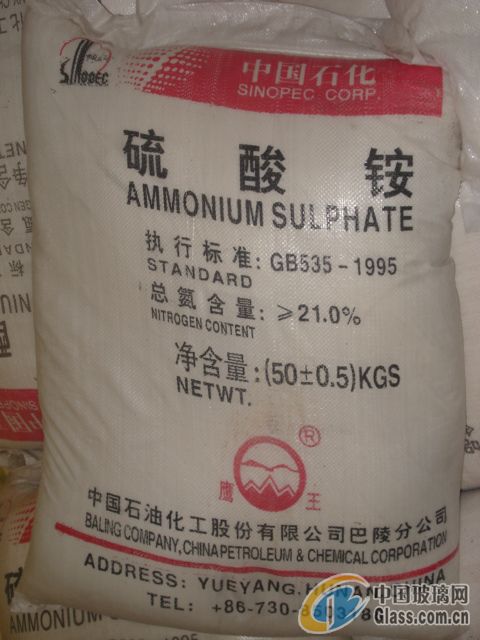 SINOPEC
中国石化
SINOPEC CORP.
硫 酸 铵
AMMONIUM SULPHATE
执行标准: GB535-1995
STANDARD
总氮含量: ≥21.0%
NITROGEN CONTENT
净含量: (50±0.5)KGS
NETWT.
®
鹰 王
中国石油化工股份有限公司巴陵分公司
BALING COMPANY, CHINA PETROLEUM & CHEMICAL CORPORATION
ADDRESS: YUEYANG. HUNAN. CHINA
TEL: +86-730-8503
中国玻璃网
Glass.com.cn